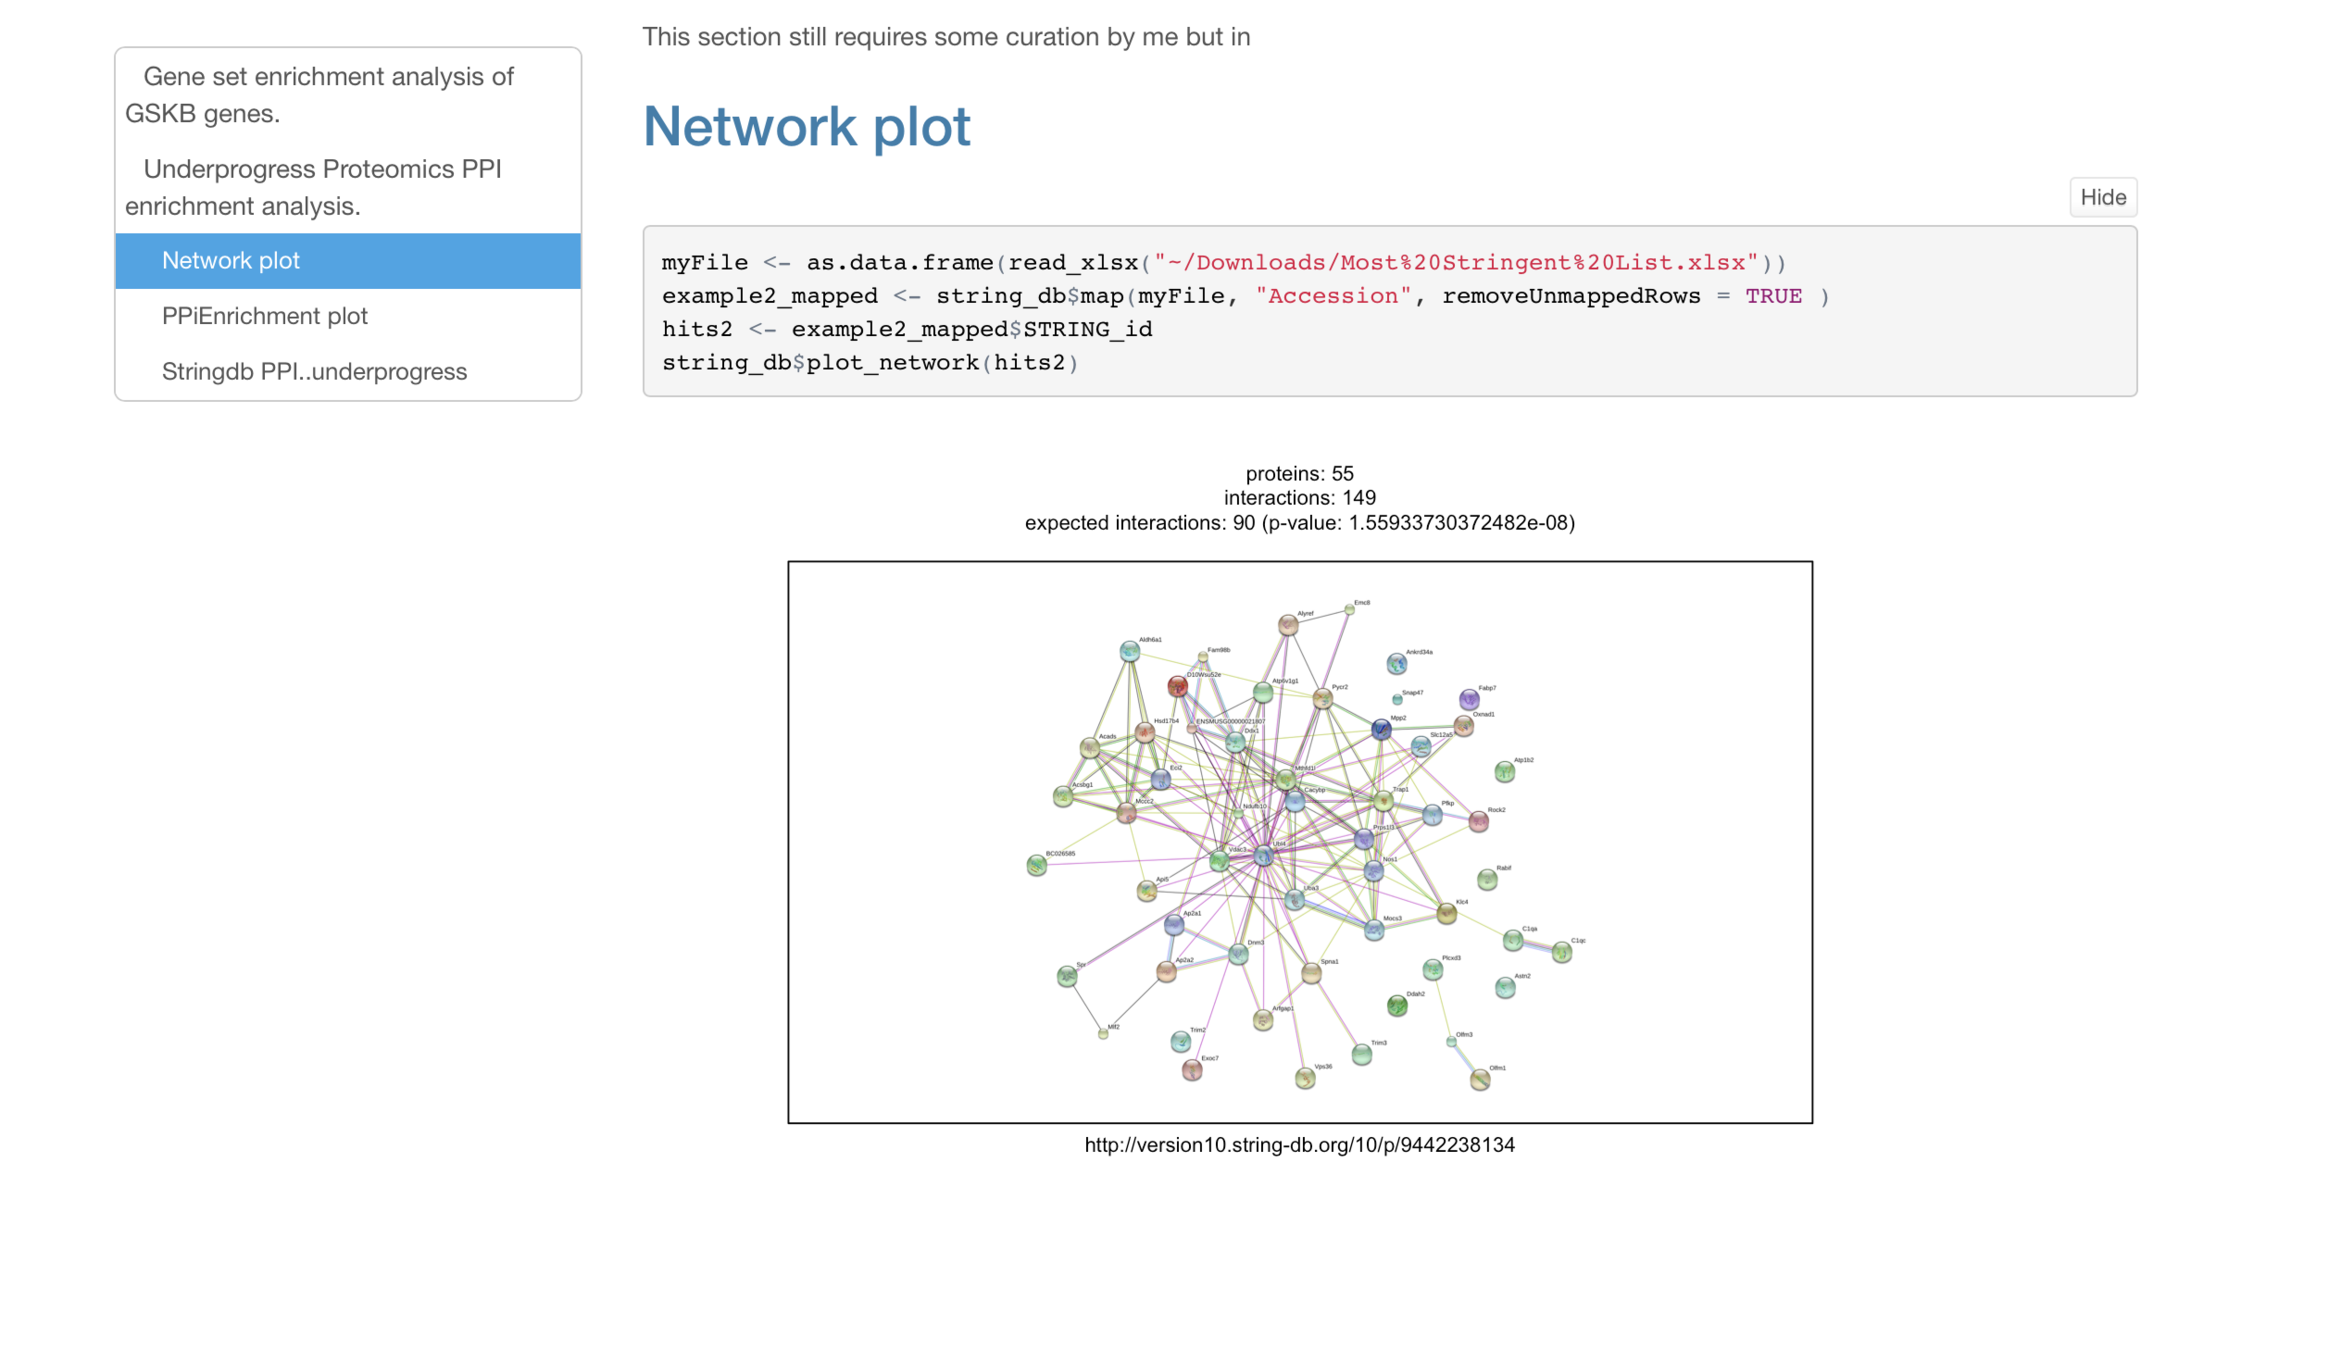 This section still requires some curation by me but in
Gene set enrichment analysis of
GSKB genes.
Underprogress Proteomics PPI
enrichment analysis.
Network plot
PPiEnrichment plot
Stringdb PPI..underprogress
Network plot
Hide
myFile <- as.data.frame(read_xlsx("~/Downloads/Most%20Stringent%20List.xlsx"))
example2_mapped <- string_db$map(myFile, "Accession", removeUnmappedRows = TRUE )
hits2 <- example2_mapped$STRING_id
string_db$plot_network(hits2)
proteins: 55
interactions: 149
expected interactions: 90 (p-value: 1.55933730372482e-08)
Emc8
Alyref
Aldh6a1
Fam98b
Ankrd34a
D10Wsu52e
Atp6v1g1
Pycr2
Snap47
Fabp7
Oxnad1
Hsd17b4
ENSMUSG00000021807
Mpp2
Ddx1
Slc12a5
Acads
Atp1b2
Eci2
Mthfd1l
Acsbg1
Cacybp
Trap1
Mccc2
Ndufb10
Pfkp
Rock2
Prps1l3
Ubl4
Vdac3
BC026585
Nos1
Rabif
Api5
Uba3
Klc4
Ap2a1
Mocs3
C1qa
C1qc
Dnm3
Ap2a2
Spna1
Plcxd3
Spr
Astn2
Ddah2
Arfgap1
Mlf2
Trim2
Olfm3
Trim3
Exoc7
Vps36
Olfm1
http://version10.string-db.org/10/p/9442238134